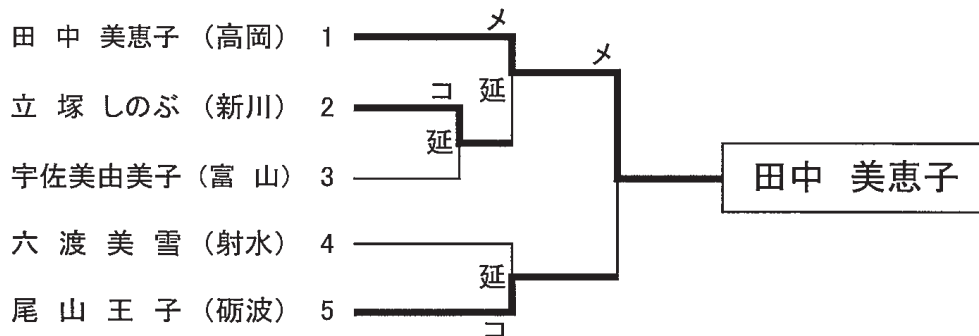 メ
田中 美恵子 (高岡) 1
メ
コ 延
立塚 しのぶ (新川) 2
延
宇佐美由美子 (富山) 3
田中 美恵子
六渡美雪 (射水) 4
延
尾山王子 (砺波) 5
コ